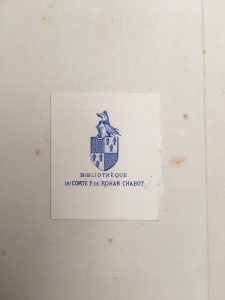 BIBLIOTHÈQUE
DU COMTE F. DE ROHAN CHABOT